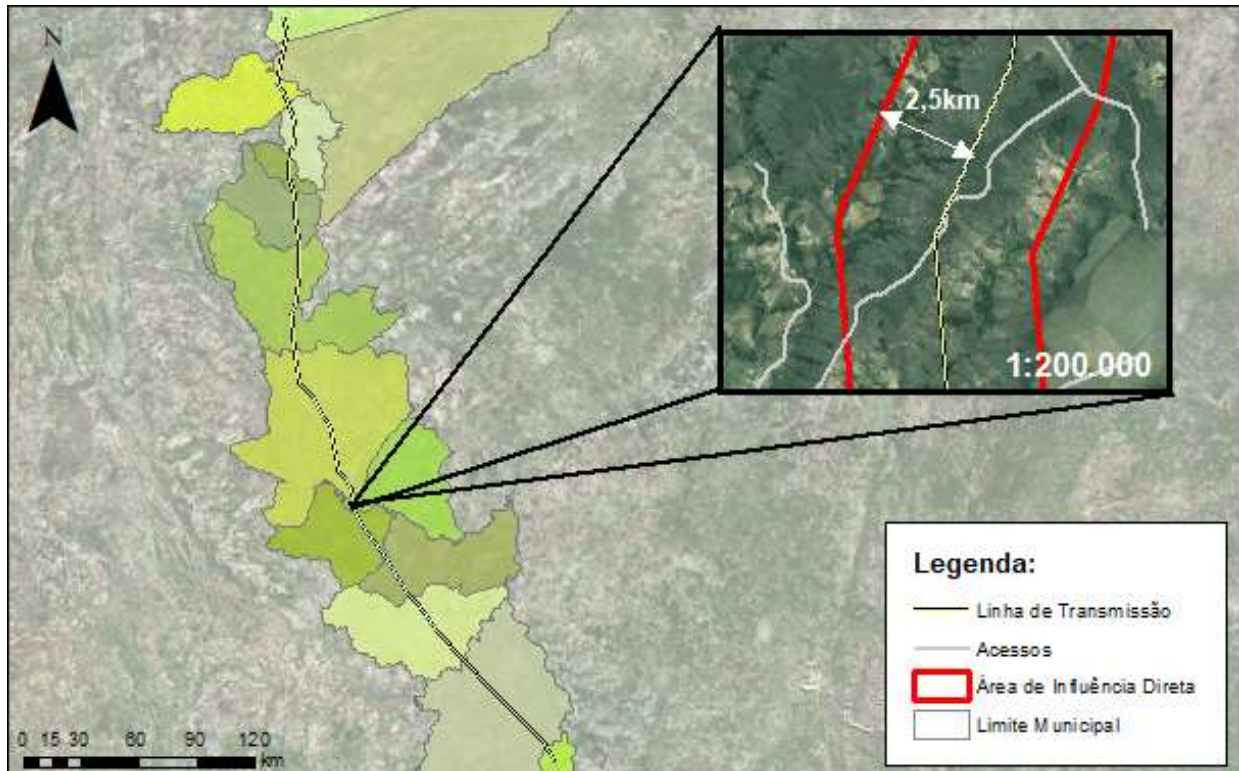 N
2,5km
1:200.000
Legenda:
Linha de Transmissão
Acessos
Área de Influência Direta
Limite Municipal
0 15 30 60 90 120
km